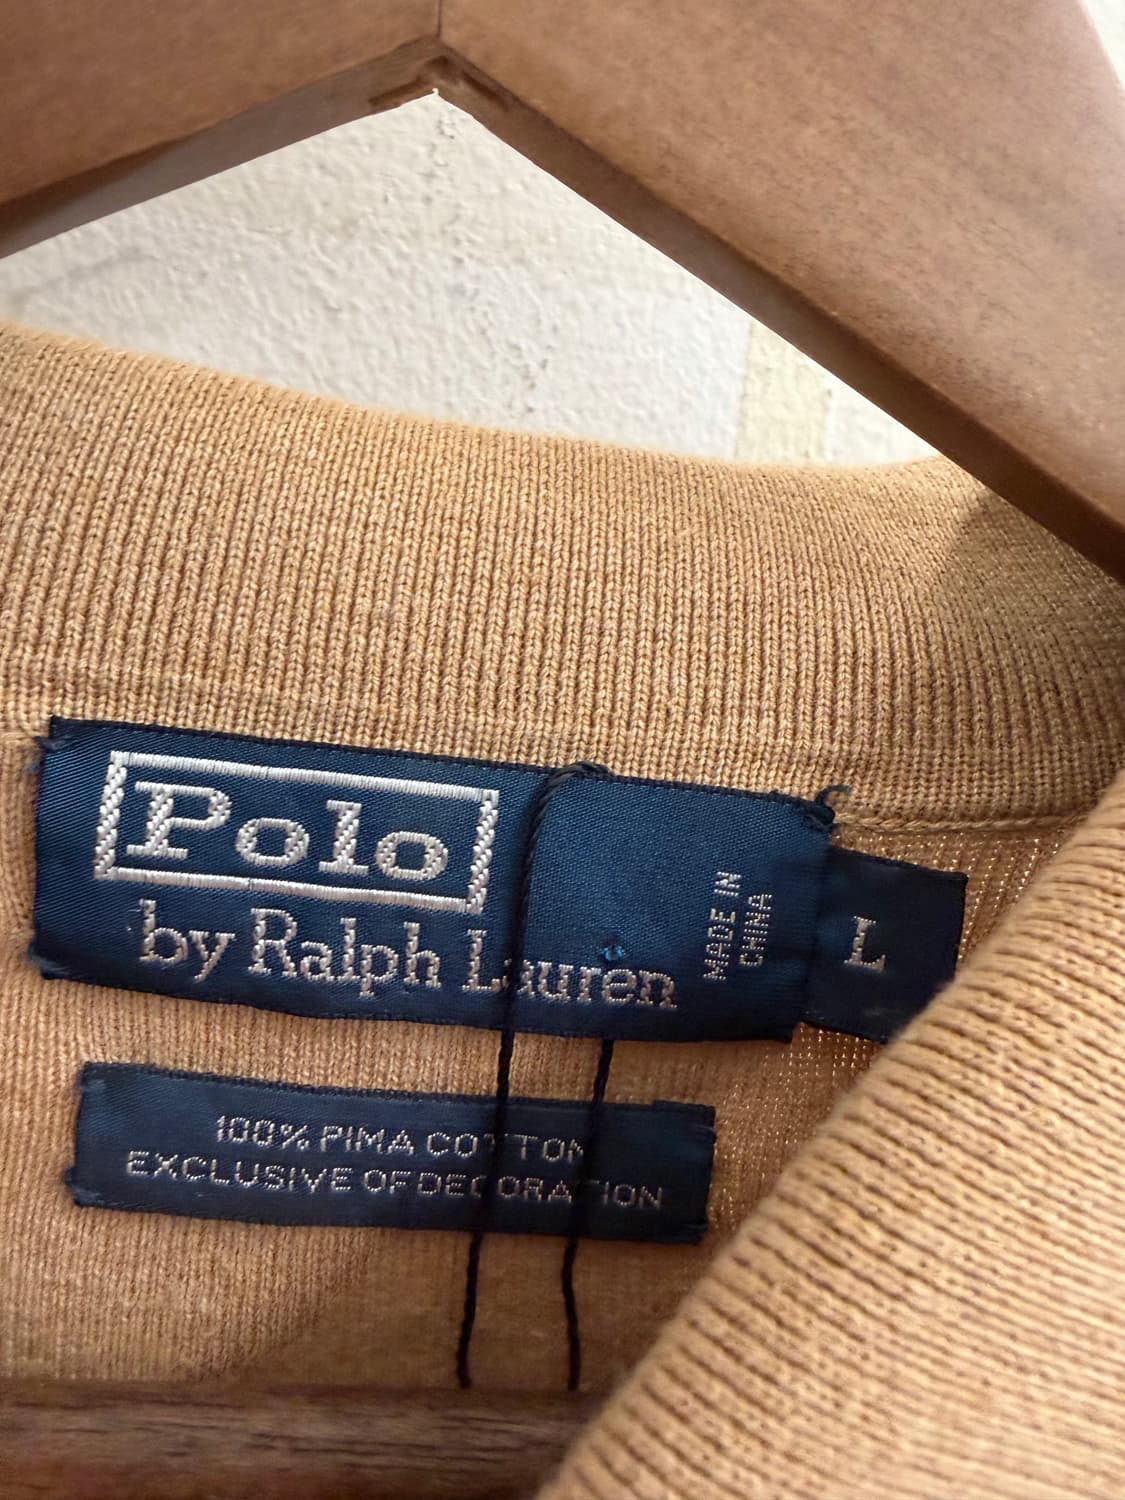 Polo
by Ralph Lauren
MADE IN
CHINA
L
100% PIMA COTTON
EXCLUSIVE OF DECORATION